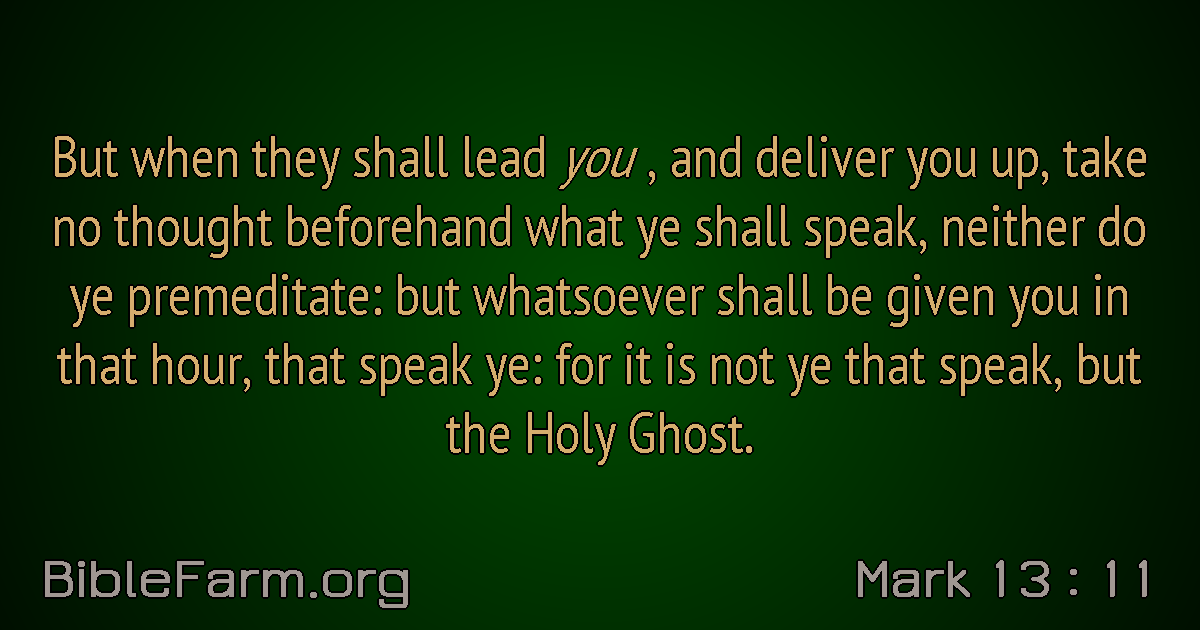 But when they shall lead you , and deliver you up, take
no thought beforehand what ye shall speak, neither do
ye premeditate: but whatsoever shall be given you in
that hour, that speak ye: for it is not ye that speak, but
the Holy Ghost.
BibleFarm.org
Mark 13 : 11